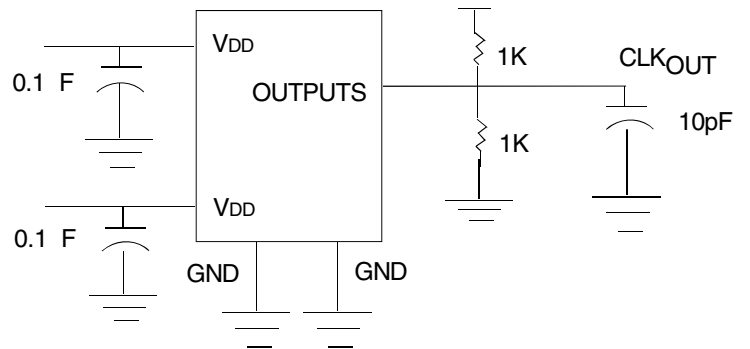 VDD
1K
CLKOUT
0.1 F
OUTPUTS
10pF
1K
VDD
0.1 F
GND
GND